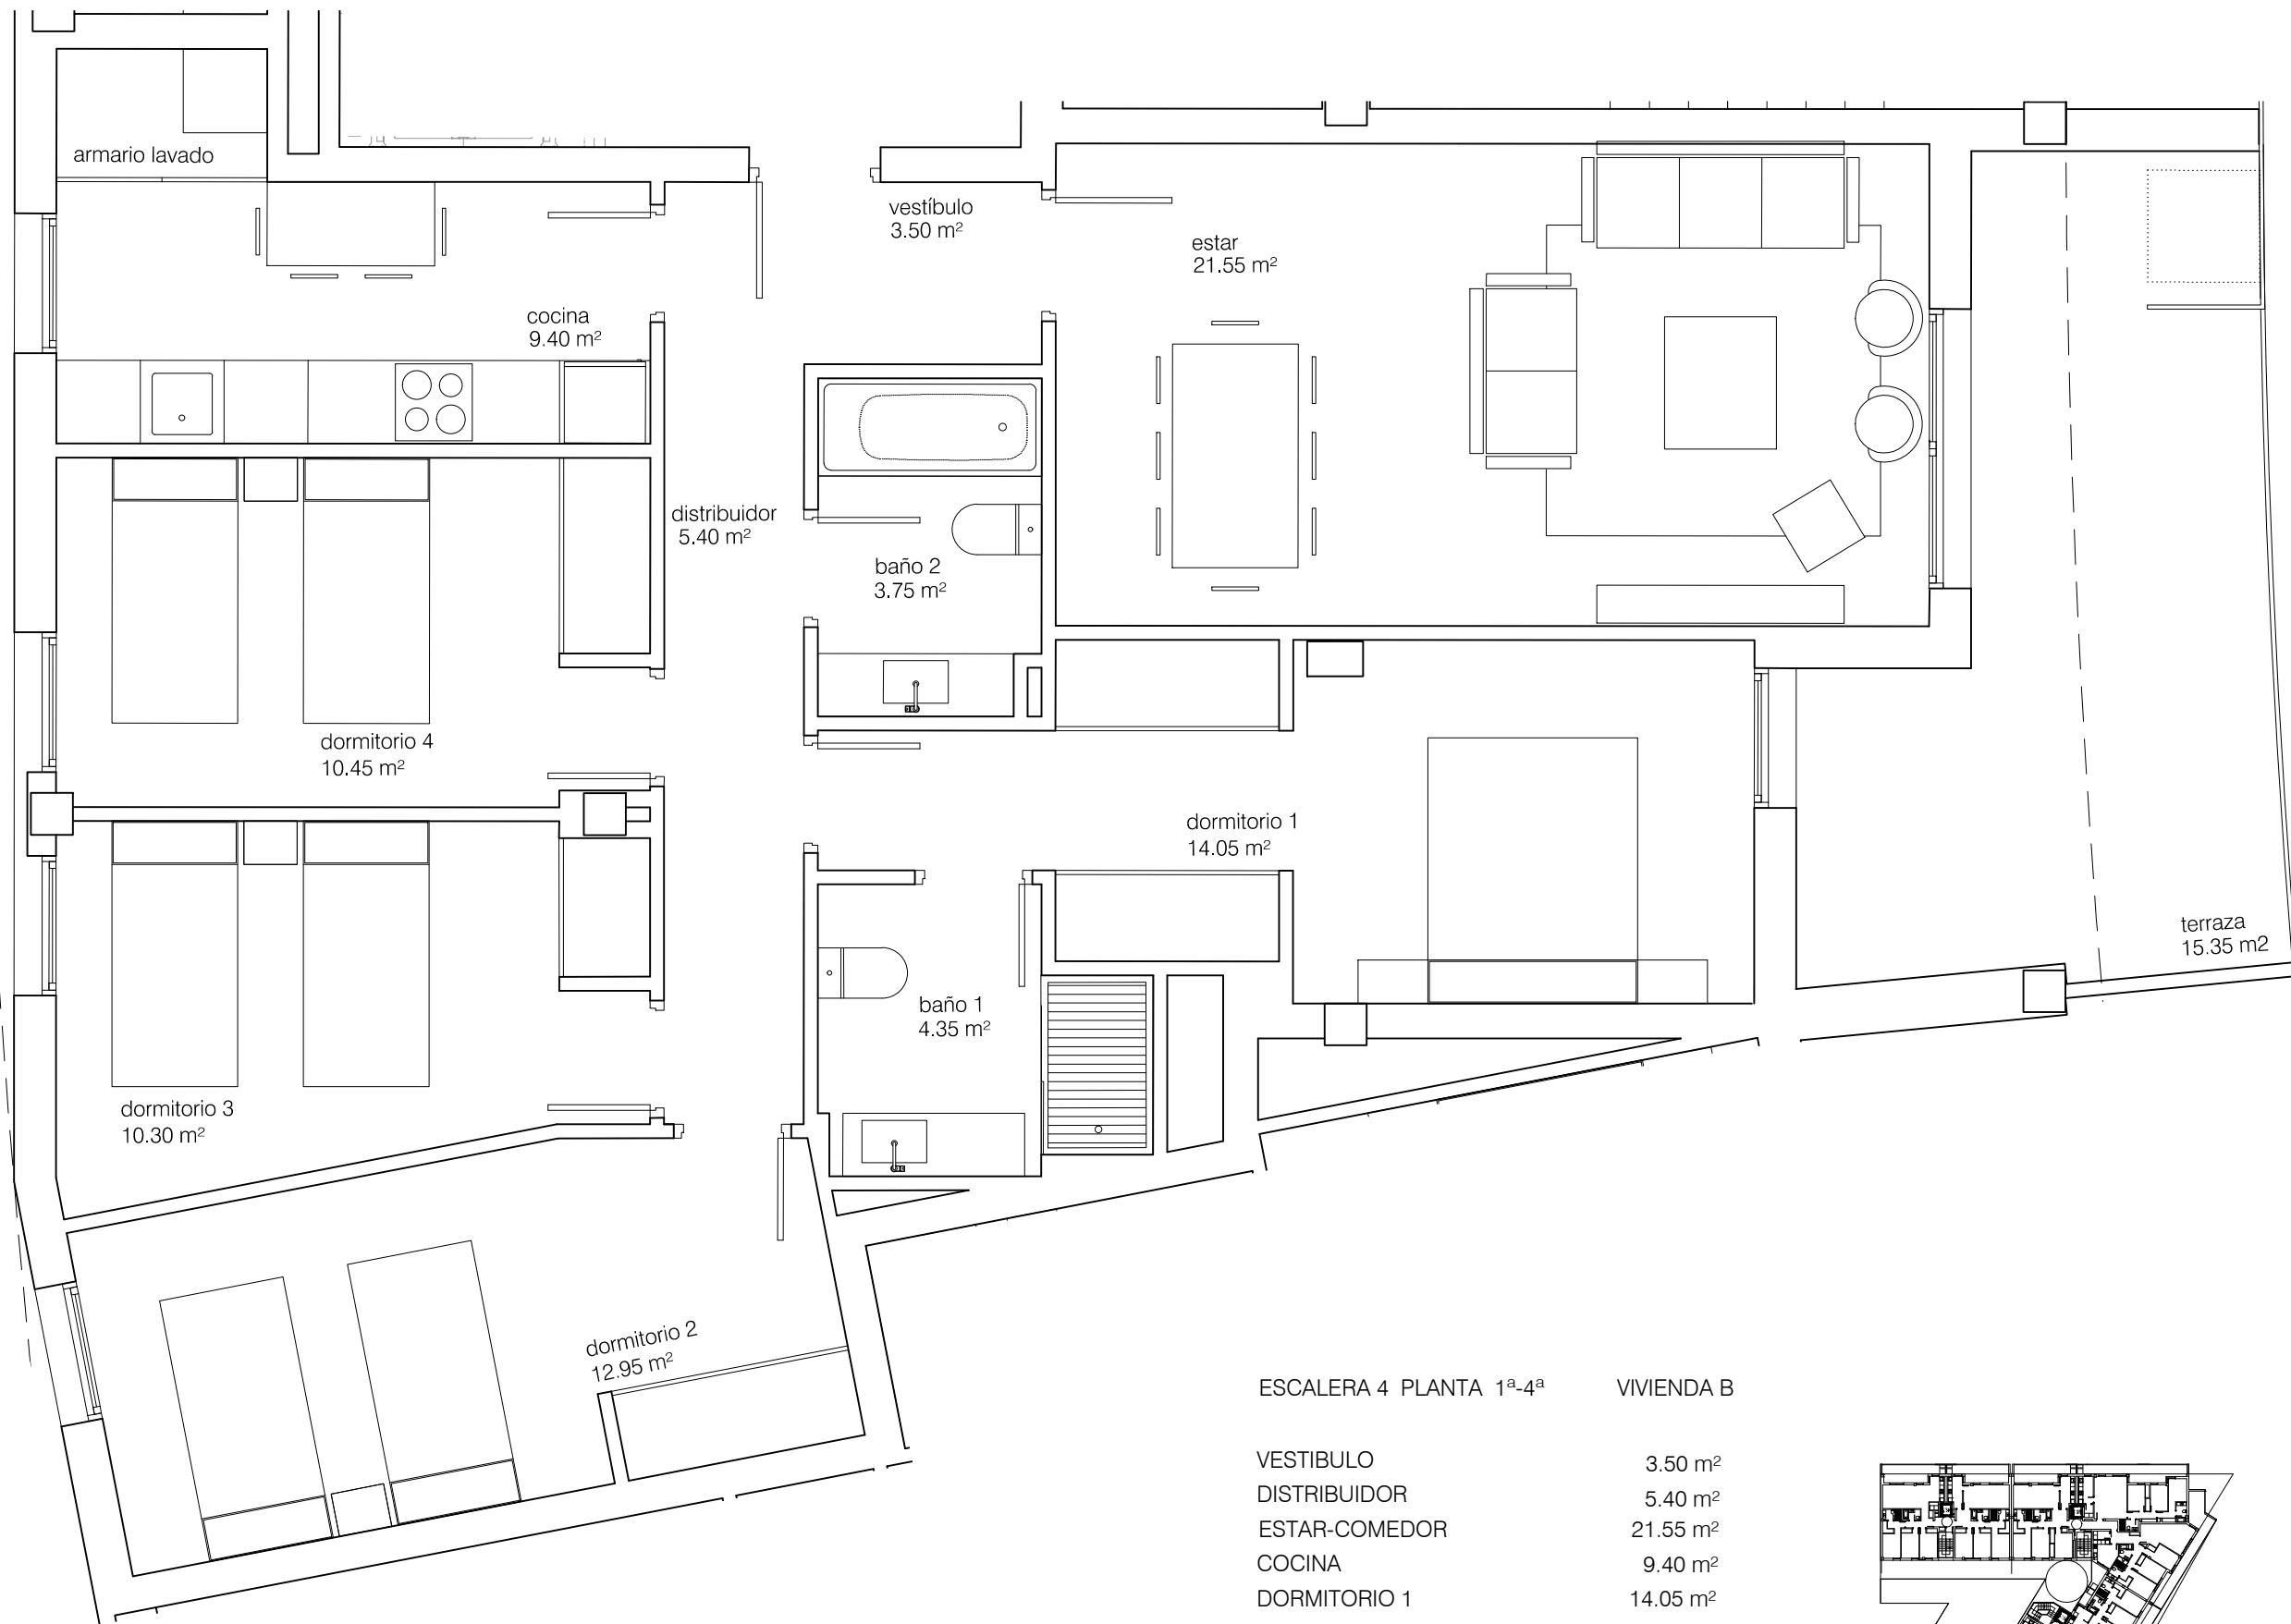 armario lavado
vestíbulo
3.50 m²
estar
21.55 m²
cocina
9.40 m²
distribuidor
5.40 m²
baño 2
3.75 m²
dormitorio 4
10.45 m²
dormitorio 1
14.05 m²
terraza
15.35 m2
baño 1
4.35 m²
dormitorio 3
10.30 m²
dormitorio 2
12.95 m²
ESCALERA 4 PLANTA 1ª-4ª VIVIENDA B
VESTIBULO 3.50 m²
DISTRIBUIDOR 5.40 m²
ESTAR-COMEDOR 21.55 m²
COCINA 9.40 m²
DORMITORIO 1 14.05 m²